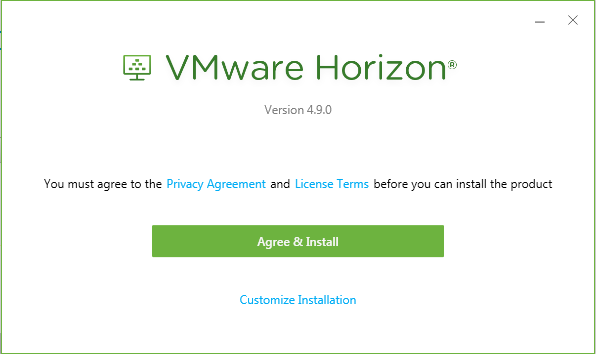 VMware Horizon®
Version 4.9.0
You must agree to the Privacy Agreement and License Terms before you can install the product
Agree & Install
Customize Installation